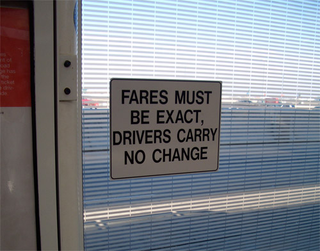 FARES MUST
BE EXACT,
DRIVERS CARRY
NO CHANGE